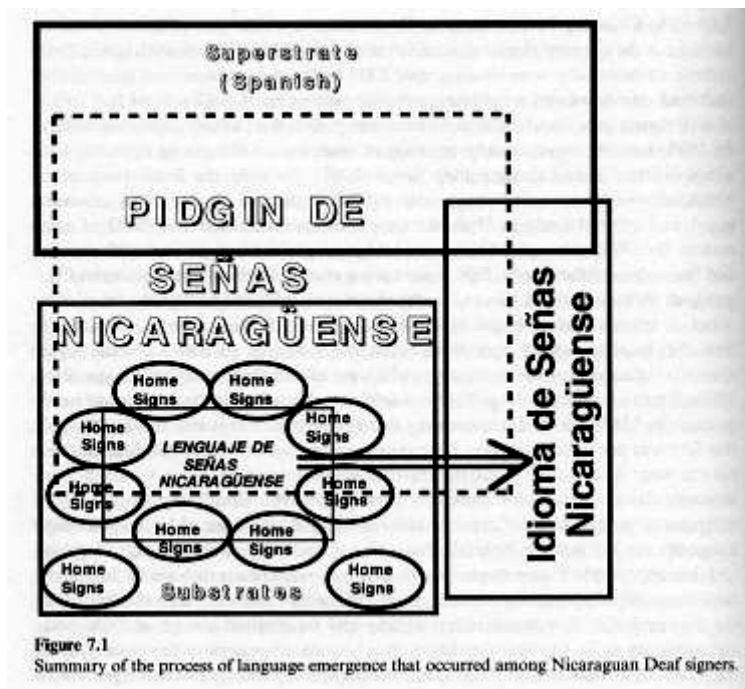 Superstrate
(Spanish)
PIDGIN DE
SEÑAS
NICARAGÜENSE
Home
Signs
Home
Signs
Home
Signs
LENGUAJE DE
SEÑAS
NICARAGÜENSE
Home
Signs
Home
Signs
Home
Signs
Home
Signs
Home
Signs
Home
Signs
Home
Signs
Substrates
Idioma de Señas
Nicaragüense
Figure 7.1
Summary of the process of language emergence that occurred among Nicaraguan Deaf signers.